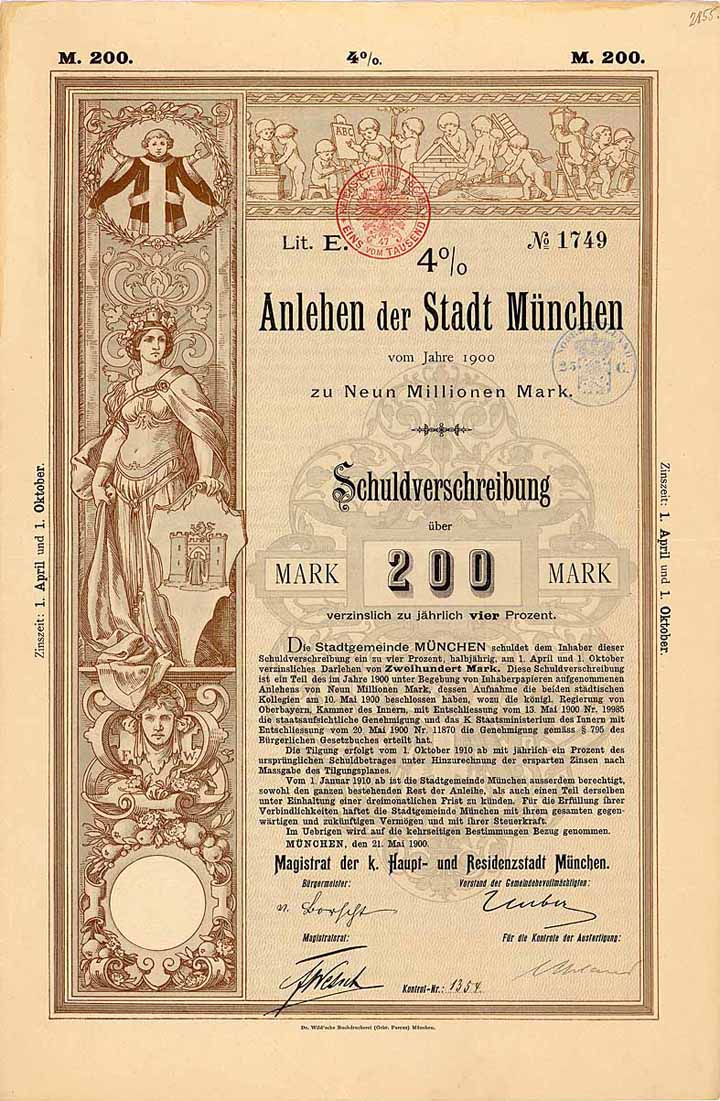 2155.
M. 200.
4%.
M. 200.
ABC
EINS VOM TAUSEND
47
Lit. E.
№ 1749
4%
Anlehen der Stadt München
vom Jahre 1900
zu Neun Millionen Mark.
25 C.
Schuldverschreibung
über
MARK 200 MARK
verzinslich zu jährlich vier Prozent.
Zinszeit: 1. April und 1. Oktober.
Zinszeit: 1. April und 1. Oktober.
Die Stadtgemeinde MÜNCHEN schuldet dem Inhaber dieser
Schuldverschreibung ein zu vier Prozent, halbjährig, am 1. April und 1. Oktober
verzinsliches Darlehen von Zweihundert Mark. Diese Schuldverschreibung
ist ein Teil des im Jahre 1900 unter Begebung von Inhaberpapieren aufgenommenen
Anlehens von Neun Millionen Mark, dessen Aufnahme die beiden städtischen
Kollegien am 10. Mai 1900 beschlossen haben, wozu die königl. Regierung von
Oberbayern, Kammer des Innern, mit Entschliessung vom 13. Mai 1900 Nr. 19985
die staatsaufsichtliche Genehmigung und das K Staatsministerium des Innern mit
Entschliessung vom 20. Mai 1900 Nr. 11870 die Genehmigung gemäss § 795 des
Bürgerlichen Gesetzbuches erteilt hat.
Die Tilgung erfolgt vom 1. Oktober 1910 ab mit jährlich ein Prozent des
ursprünglichen Schuldbetrages unter Hinzurechnung der ersparten Zinsen nach
Massgabe des Tilgungsplanes.
Vom 1. Januar 1910 ab ist die Stadtgemeinde München ausserdem berechtigt,
sowohl den ganzen bestehenden Rest der Anleihe, als auch einen Teil derselben
unter Einhaltung einer dreimonatlichen Frist zu künden. Für die Erfüllung ihrer
Verbindlichkeiten haftet die Stadtgemeinde München mit ihrem gesamten gegen-
wärtigen und zukünftigen Vermögen und mit ihrer Steuerkraft.
Im Uebrigen wird auf die kehrseitigen Bestimmungen Bezug genommen.
MÜNCHEN, den 21. Mai 1900.
Magistrat der k. Haupt- und Residenzstadt München.
Bürgermeister:
Vorstand der Gemeindebevollmächtigten:
v. Borscht
Magistratsrat:
Für die Kontrole der Ausfertigung:
Kontrol-Nr.: 1354.
Dr. Wild'sche Buchdruckerei (Gebr. Parcus) München.